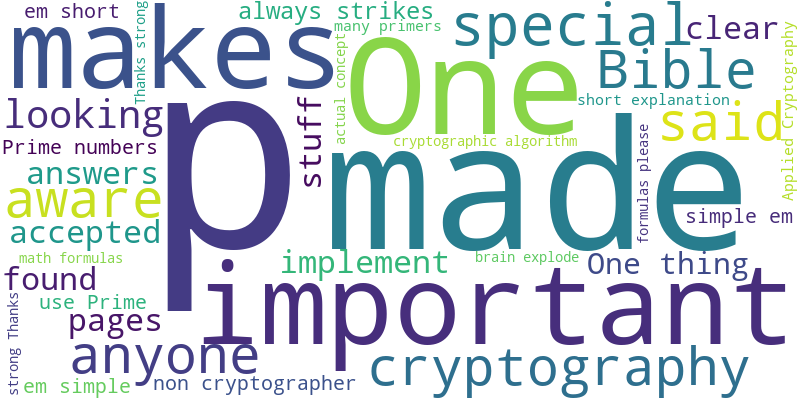 em short
makes
Thanks strong
always strikes
many primers
One
actual concept
special
clear
Bible
Applied Cryptography
looking
p
stuff
short explanation
said
Prime numbers
made
cryptographic algorithm
formulas please
answers
aware
simple em
accepted
math formulas
implement
brain explode
One thing
found
important
use Prime
strong Thanks
pages
anyone
cryptography
em simple
non cryptographer